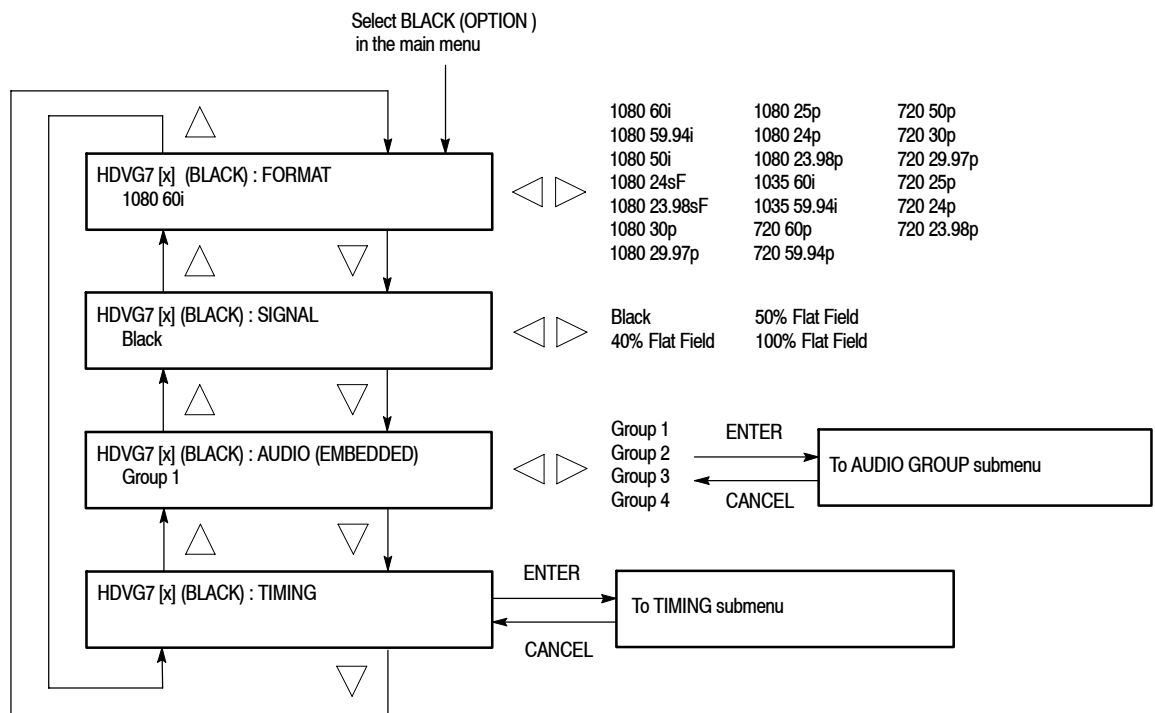 Select BLACK (OPTION )
in the main menu
HDVG7 [x] (BLACK) : FORMAT
1080 60i
1080 60i 1080 25p 720 50p
1080 59.94i 1080 24p 720 30p
1080 50i 1080 23.98p 720 29.97p
1080 24sF 1035 60i 720 25p
1080 23.98sF 1035 59.94i 720 24p
1080 30p 720 60p 720 23.98p
1080 29.97p 720 59.94p
HDVG7 [x] (BLACK) : SIGNAL
Black
Black 50% Flat Field
40% Flat Field 100% Flat Field
HDVG7 [x] (BLACK) : AUDIO (EMBEDDED)
Group 1
Group 1
Group 2
Group 3
Group 4
ENTER
CANCEL
To AUDIO GROUP submenu
HDVG7 [x] (BLACK) : TIMING
ENTER
CANCEL
To TIMING submenu